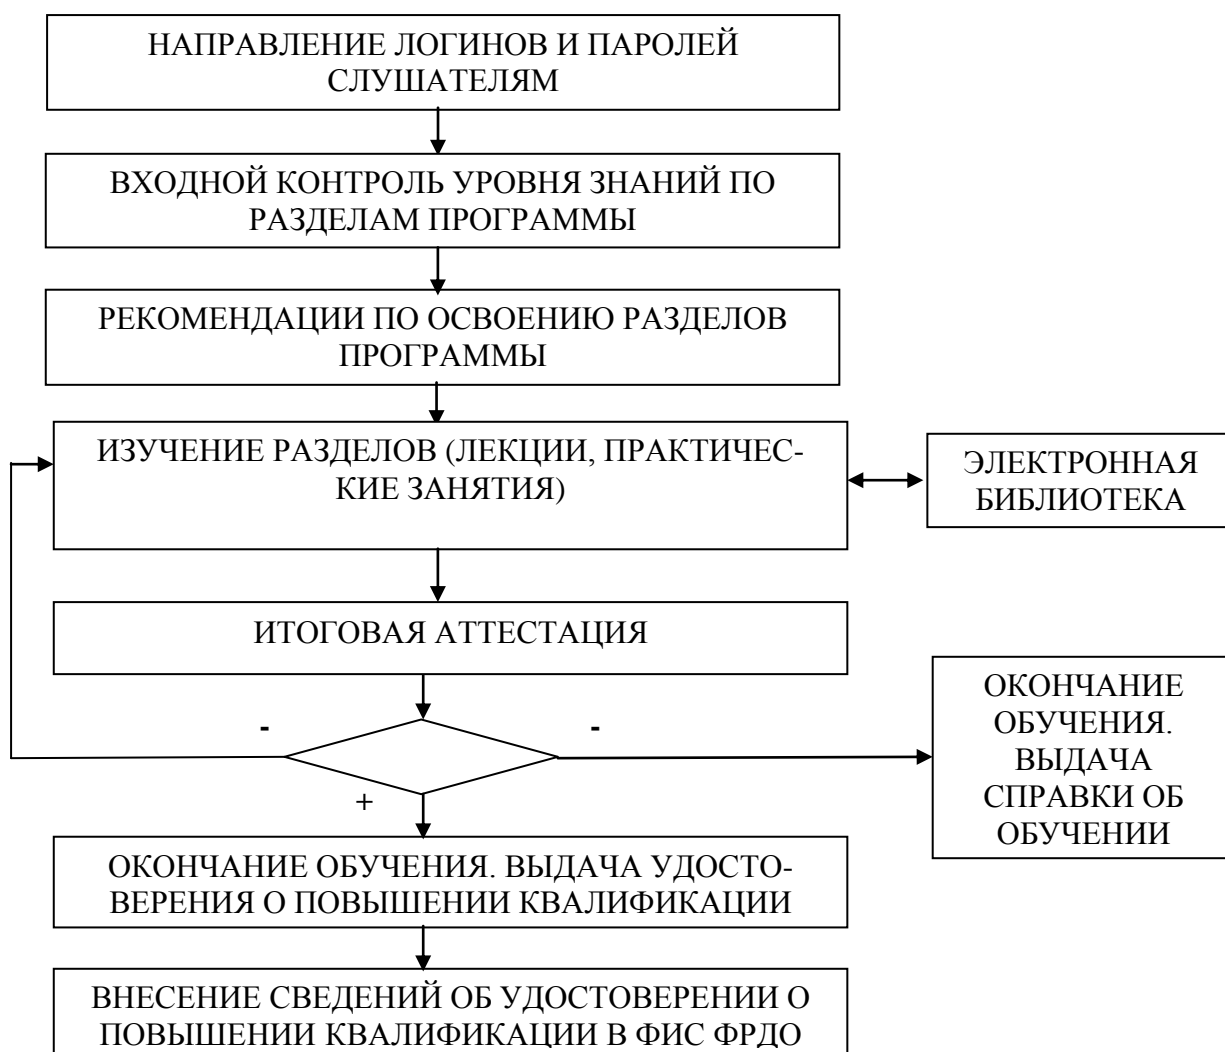 НАПРАВЛЕНИЕ ЛОГИНОВ И ПАРОЛЕЙ
СЛУШАТЕЛЯМ
ВХОДНОЙ КОНТРОЛЬ УРОВНЯ ЗНАНИЙ ПО
РАЗДЕЛАМ ПРОГРАММЫ
РЕКОМЕНДАЦИИ ПО ОСВОЕНИЮ РАЗДЕЛОВ
ПРОГРАММЫ
ИЗУЧЕНИЕ РАЗДЕЛОВ (ЛЕКЦИИ, ПРАКТИЧЕС-
КИЕ ЗАНЯТИЯ)
ЭЛЕКТРОННАЯ
БИБЛИОТЕКА
ИТОГОВАЯ АТТЕСТАЦИЯ
-
-
+
ОКОНЧАНИЕ
ОБУЧЕНИЯ.
ВЫДАЧА
СПРАВКИ ОБ
ОБУЧЕНИИ
ОКОНЧАНИЕ ОБУЧЕНИЯ. ВЫДАЧА УДОСТО-
ВЕРЕНИЯ О ПОВЫШЕНИИ КВАЛИФИКАЦИИ
ВНЕСЕНИЕ СВЕДЕНИЙ ОБ УДОСТОВЕРЕНИИ О
ПОВЫШЕНИИ КВАЛИФИКАЦИИ В ФИС ФРДО